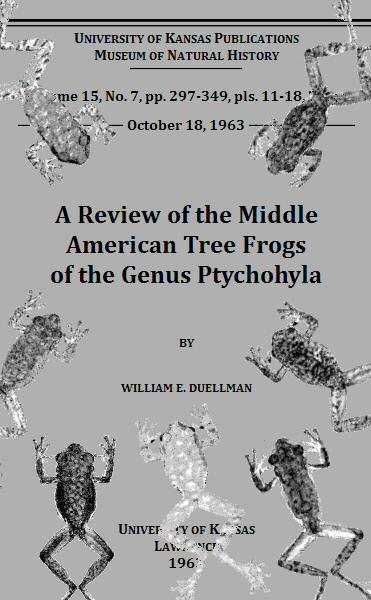 UNIVERSITY OF KANSAS PUBLICATIONS
MUSEUM OF NATURAL HISTORY
me 15, No. 7, pp. 297-349, pls. 11-18,
October 18, 1963
A Review of the Middle
American Tree Frogs
of the Genus Ptychohyla
BY
WILLIAM E. DUELLMAN
OF